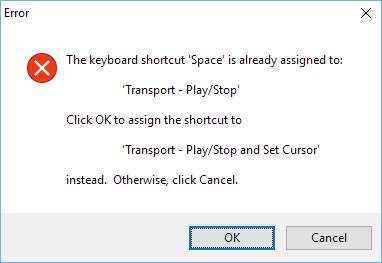 Error
The keyboard shortcut 'Space' is already assigned to:
'Transport - Play/Stop'
Click OK to assign the shortcut to
'Transport - Play/Stop and Set Cursor'
instead.  Otherwise, click Cancel.
OK
Cancel